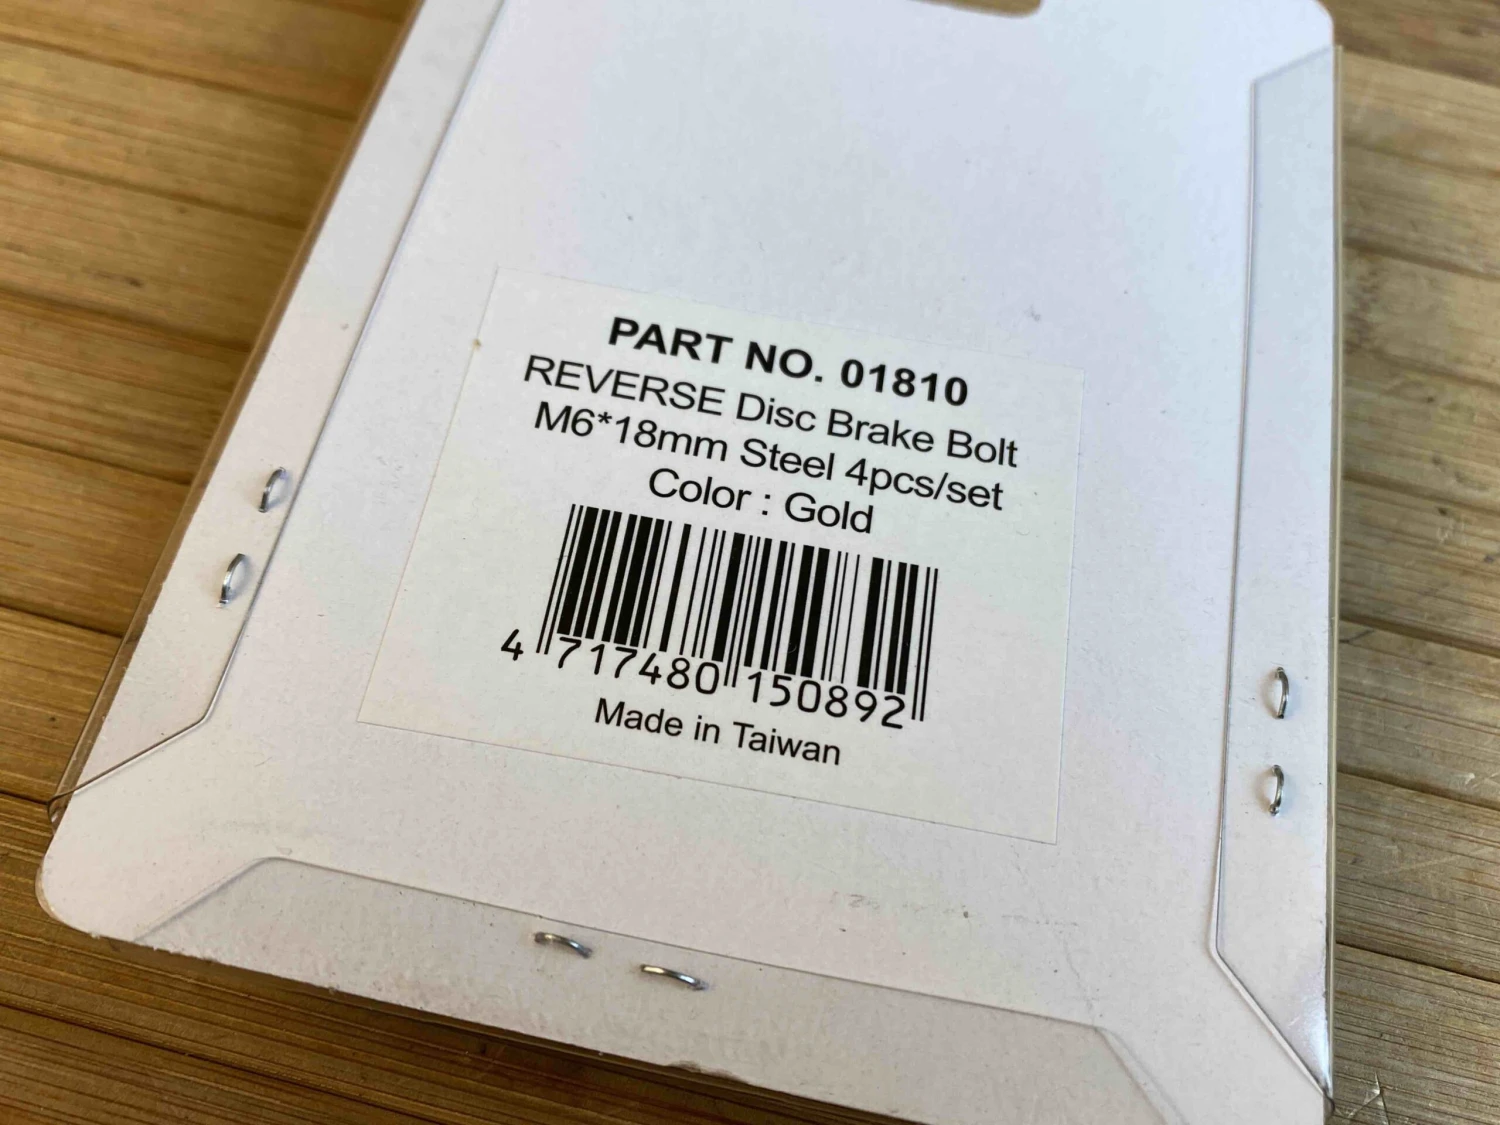 PART NO. 01810
REVERSE Disc Brake Bolt
M6*18mm Steel 4pcs/set
Color : Gold
4 717480 150892
Made in Taiwan